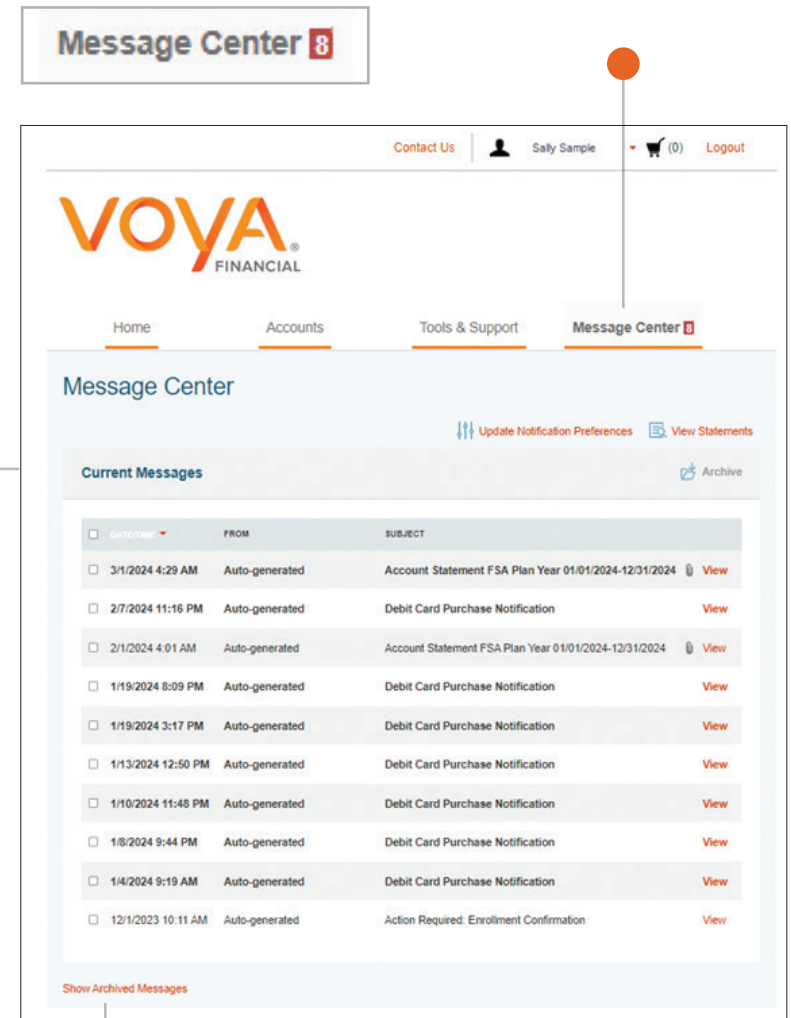 Message Center 8
Contact Us Sally Sample (0) Logout
VOYA®
FINANCIAL
Home Accounts Tools & Support Message Center 8
Message Center
Update Notification Preferences View Statements
Current Messages Archive
DATE/TIME FROM SUBJECT
3/1/2024 4:29 AM Auto-generated Account Statement FSA Plan Year 01/01/2024-12/31/2024 View
2/7/2024 11:16 PM Auto-generated Debit Card Purchase Notification View
2/1/2024 4:01 AM Auto-generated Account Statement FSA Plan Year 01/01/2024-12/31/2024 View
1/19/2024 8:09 PM Auto-generated Debit Card Purchase Notification View
1/19/2024 3:17 PM Auto-generated Debit Card Purchase Notification View
1/13/2024 12:50 PM Auto-generated Debit Card Purchase Notification View
1/10/2024 11:48 PM Auto-generated Debit Card Purchase Notification View
1/8/2024 9:44 PM Auto-generated Debit Card Purchase Notification View
1/4/2024 9:19 AM Auto-generated Debit Card Purchase Notification View
12/1/2023 10:11 AM Auto-generated Action Required: Enrollment Confirmation View
Show Archived Messages